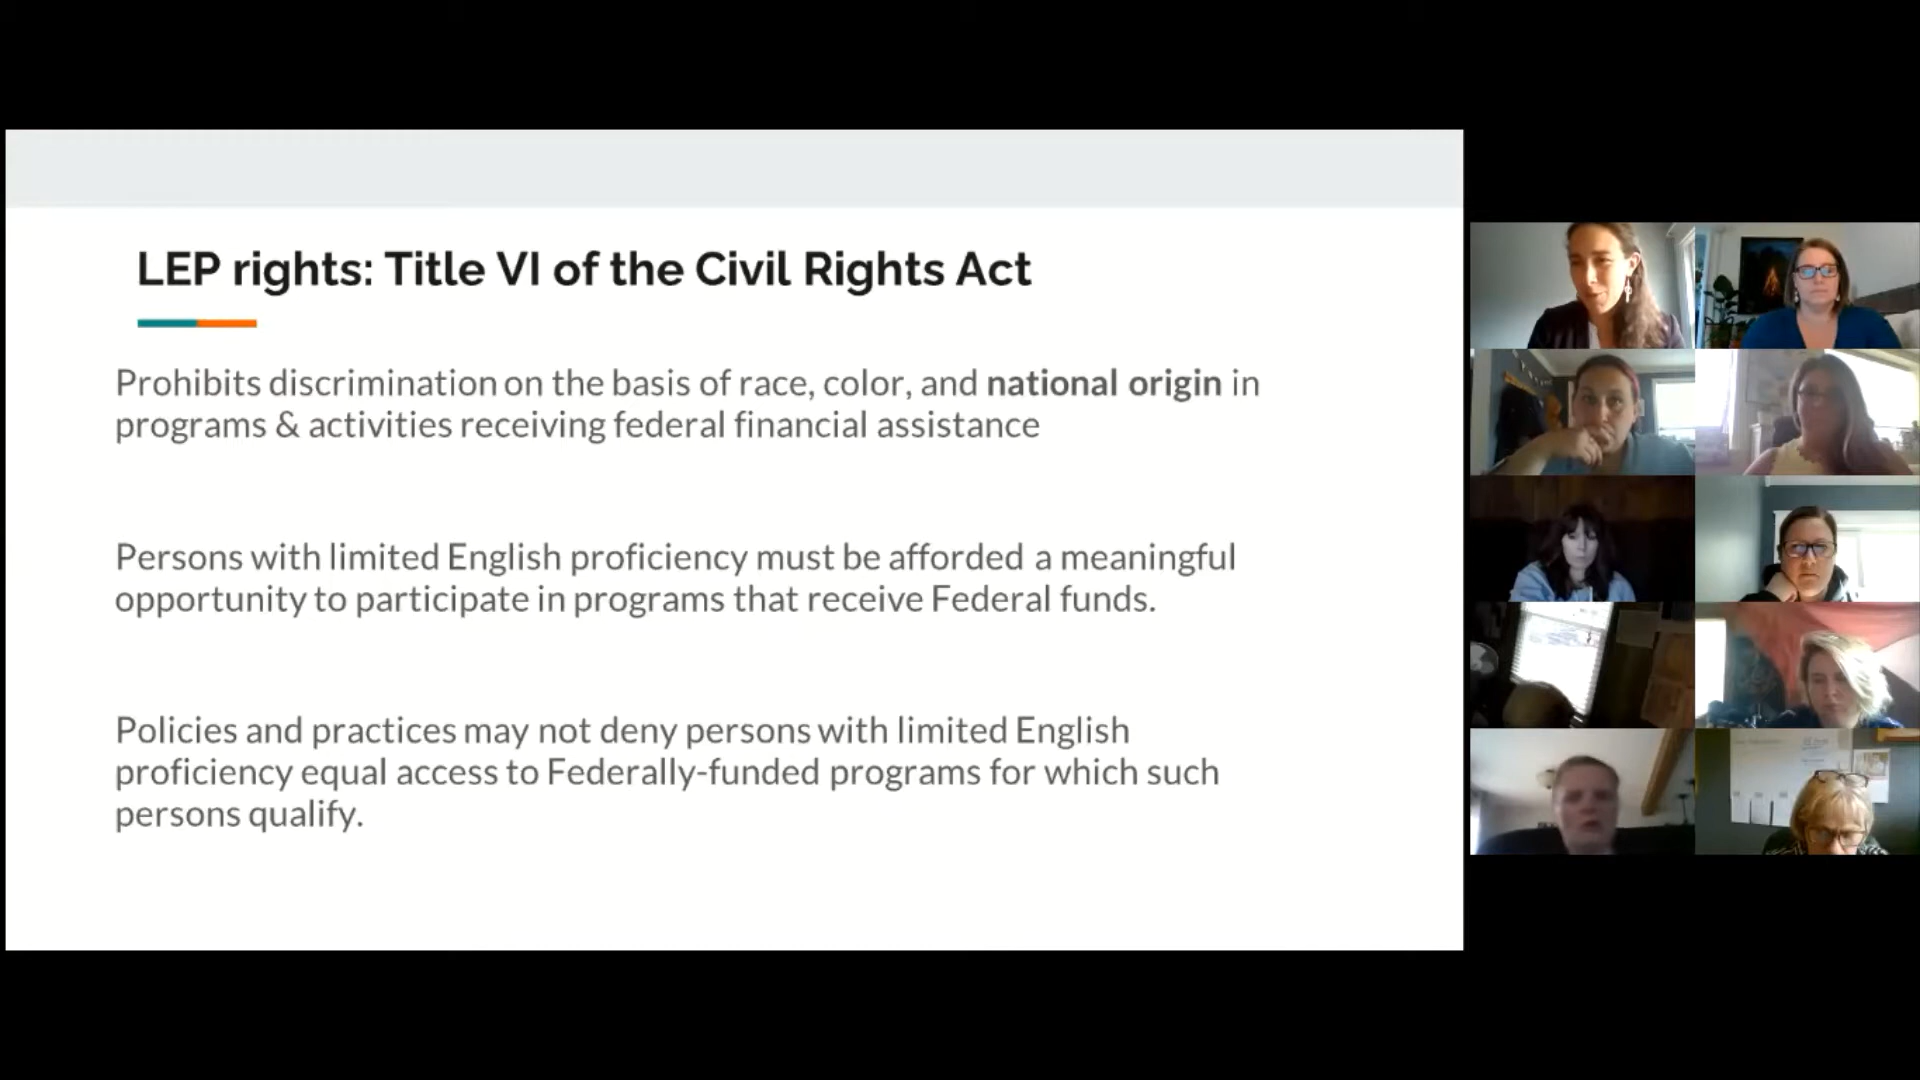 LEP rights: Title VI of the Civil Rights Act
Prohibits discrimination on the basis of race, color, and national origin in
programs & activities receiving federal financial assistance
Persons with limited English proficiency must be afforded a meaningful
opportunity to participate in programs that receive Federal funds.
Policies and practices may not deny persons with limited English
proficiency equal access to Federally-funded programs for which such
persons qualify.